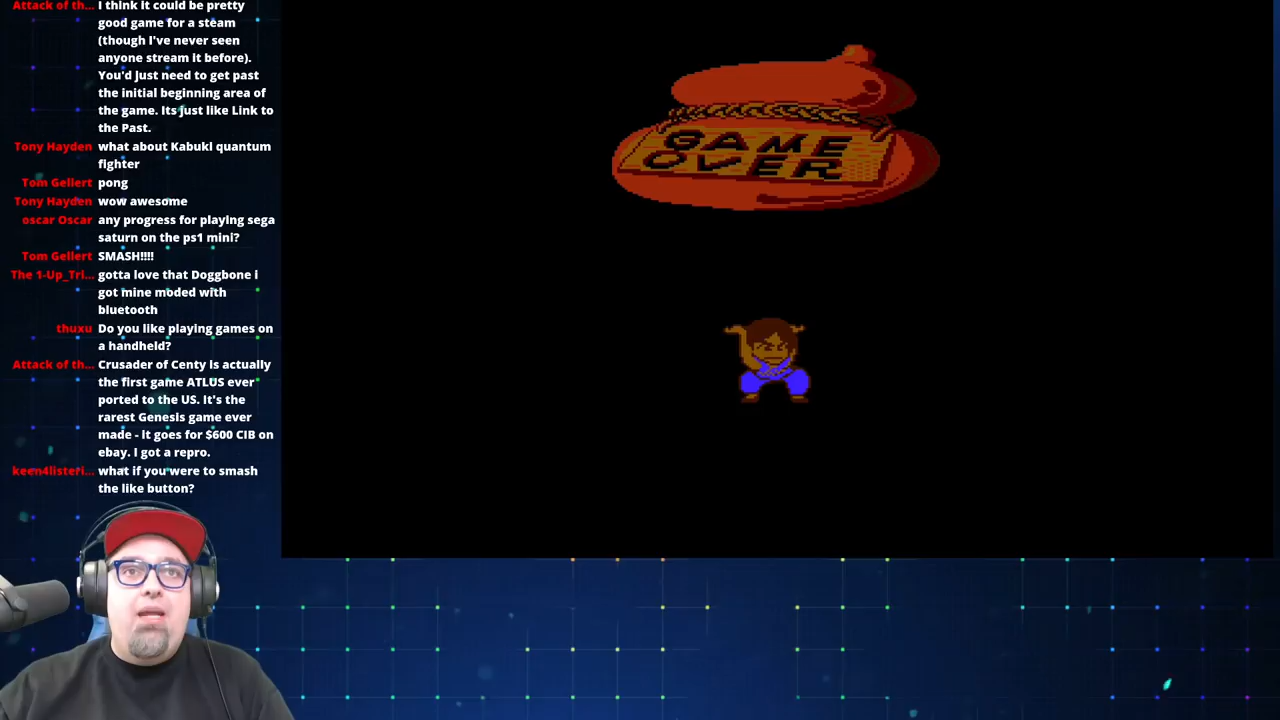 Attack of th... I think it could be pretty
good game for a steam
(though I've never seen
anyone stream it before).
You'd just need to get past
the initial beginning area of
the game. Its just like Link to
the Past.
Tony Hayden what about Kabuki quantum
fighter
Tom Gellert pong
Tony Hayden wow awesome
oscar Oscar any progress for playing sega
saturn on the ps1 mini?
Tom Gellert SMASH!!!!
The 1-Up_Tri... gotta love that Doggbone i
got mine moded with
bluetooth
thuxu Do you like playing games on
a handheld?
Attack of th... Crusader of Centy is actually
the first game ATLUS ever
ported to the US. It's the
rarest Genesis game ever
made - it goes for $600 CIB on
ebay. I got a repro.
keen4listeri... what if you were to smash
the like button?
GAME
OVER